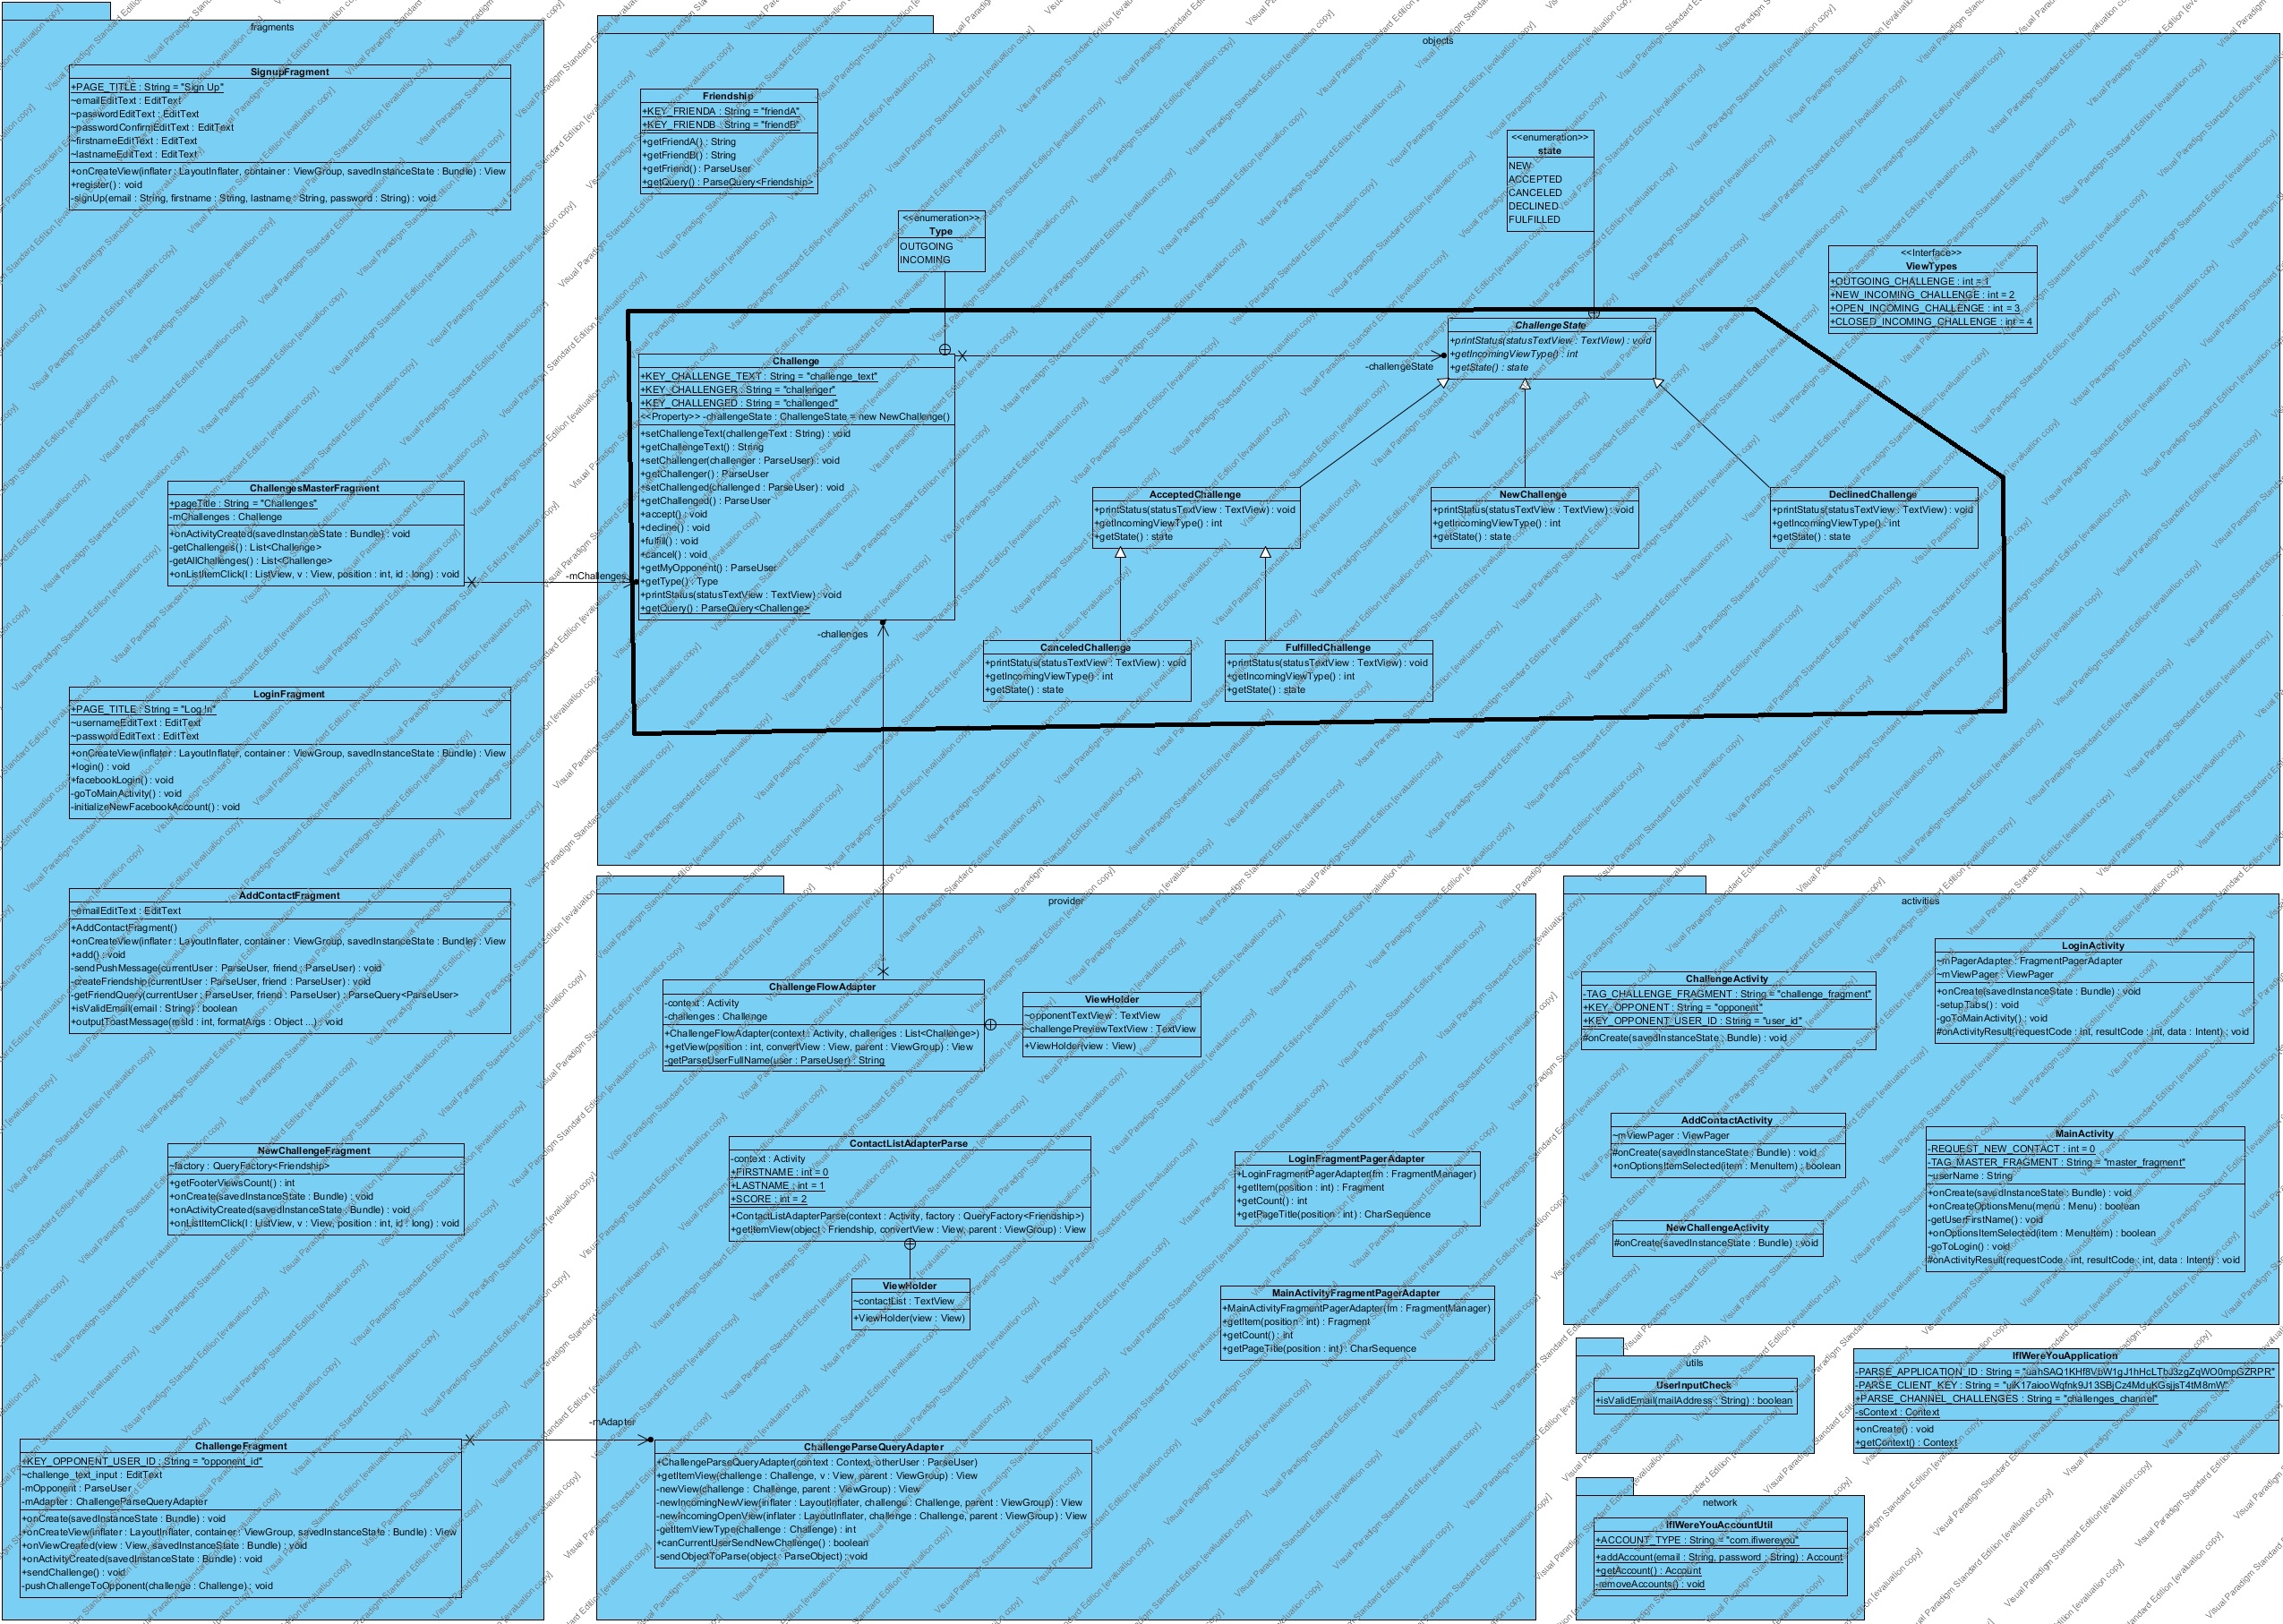 fragments
SignupFragment
+PAGE_TITLE : String = "Sign Up"
~emailEditText : EditText
~passwordEditText : EditText
~passwordConfirmEditText : EditText
~firstnameEditText : EditText
~lastnameEditText : EditText
+onCreateView(inflater : LayoutInflater, container : ViewGroup, savedInstanceState : Bundle) : View
+register() : void
-signUp(email : String, firstname : String, lastname : String, password : String) : void
ChallengesMasterFragment
+pageTitle : String = "Challenges"
-mChallenges : Challenge
+onActivityCreated(savedInstanceState : Bundle) : void
-getChallenges() : List<Challenge>
-getAllChallenges() : List<Challenge>
+onListItemClick(l : ListView, v : View, position : int, id : long) : void
-mChallenges
LoginFragment
+PAGE_TITLE : String = "Log In"
~usernameEditText : EditText
~passwordEditText : EditText
+onCreateView(inflater : LayoutInflater, container : ViewGroup, savedInstanceState : Bundle) : View
+login() : void
+facebookLogin() : void
-goToMainActivity() : void
-initializeNewFacebookAccount() : void
AddContactFragment
~emailEditText : EditText
+AddContactFragment()
+onCreateView(inflater : LayoutInflater, container : ViewGroup, savedInstanceState : Bundle) : View
+add() : void
-sendPushMessage(currentUser : ParseUser, friend : ParseUser) : void
-createFriendship(currentUser : ParseUser, friend : ParseUser) : void
-getFriendQuery(currentUser : ParseUser, friend : ParseUser) : ParseQuery<ParseUser>
+isValidEmail(email : String) : boolean
+outputToastMessage(msId : int, formatArgs : Object ...) : void
NewChallengeFragment
~factory : QueryFactory<Friendship>
+getFooterViewsCount() : int
+onCreate(savedInstanceState : Bundle) : void
+onActivityCreated(savedInstanceState : Bundle) : void
+onListItemClick(l : ListView, v : View, position : int, id : long) : void
ChallengeFragment
+KEY_OPPONENT_USER_ID : String = "opponent_id"
~challenge_text_input : EditText
-mOpponent : ParseUser
-mAdapter : ChallengeParseQueryAdapter
+onCreate(savedInstanceState : Bundle) : void
+onCreateView(inflater : LayoutInflater, container : ViewGroup, savedInstanceState : Bundle) : View
+onViewCreated(view : View, savedInstanceState : Bundle) : void
+onActivityCreated(savedInstanceState : Bundle) : void
+sendChallenge() : void
-pushChallengeToOpponent(challenge : Challenge) : void
-mAdapter
objects
Friendship
+KEY_FRIENDA : String = "friendA"
+KEY_FRIENDB : String = "friendB"
+getFriendA() : String
+getFriendB() : String
+getFriend() : ParseUser
+getQuery() : ParseQuery<Friendship>
<<enumeration>>
Type
OUTGOING
INCOMING
<<enumeration>>
state
NEW
ACCEPTED
CANCELED
DECLINED
FULFILLED
<<Interface>>
ViewTypes
+OUTGOING_CHALLENGE : int = 1
+NEW_INCOMING_CHALLENGE : int = 2
+OPEN_INCOMING_CHALLENGE : int = 3
+CLOSED_INCOMING_CHALLENGE : int = 4
Challenge
+KEY_CHALLENGE_TEXT : String = "challenge_text"
+KEY_CHALLENGER : String = "challenger"
+KEY_CHALLENGED : String = "challenged"
<<Property>> -challengeState : ChallengeState = new NewChallenge()
+setChallengeText(challengeText : String) : void
+getChallengeText() : String
+setChallenger(challenger : ParseUser) : void
+getChallenger() : ParseUser
+setChallenged(challenged : ParseUser) : void
+getChallenged() : ParseUser
+accept() : void
+decline() : void
+fulfill() : void
+cancel() : void
+getMyOpponent() : ParseUser
+getType() : Type
+printStatus(statusTextView : TextView) : void
+getQuery() : ParseQuery<Challenge>
-challengeState
ChallengeState
+printStatus(statusTextView : TextView) : void
+getIncomingViewType() : int
+getState() : state
AcceptedChallenge
+printStatus(statusTextView : TextView) : void
+getIncomingViewType() : int
+getState() : state
NewChallenge
+printStatus(statusTextView : TextView) : void
+getIncomingViewType() : int
+getState() : state
DeclinedChallenge
+printStatus(statusTextView : TextView) : void
+getIncomingViewType() : int
+getState() : state
CanceledChallenge
+printStatus(statusTextView : TextView) : void
+getIncomingViewType() : int
+getState() : state
FulfilledChallenge
+printStatus(statusTextView : TextView) : void
+getIncomingViewType() : int
+getState() : state
-challenges
provider
ChallengeFlowAdapter
-context : Activity
-challenges : Challenge
+ChallengeFlowAdapter(context : Activity, challenges : List<Challenge>)
+getView(position : int, convertView : View, parent : ViewGroup) : View
-getParseUserFullName(user : ParseUser) : String
ViewHolder
~opponentTextView : TextView
~challengePreviewTextView : TextView
+ViewHolder(view : View)
ContactListAdapterParse
-context : Activity
+FIRSTNAME : int = 0
+LASTNAME : int = 1
+SCORE : int = 2
+ContactListAdapterParse(context : Activity, factory : QueryFactory<Friendship>)
+getItemView(object : Friendship, convertView : View, parent : ViewGroup) : View
ViewHolder
~contactList : TextView
+ViewHolder(view : View)
LoginFragmentPagerAdapter
+LoginFragmentPagerAdapter(fm : FragmentManager)
+getItem(position : int) : Fragment
+getCount() : int
+getPageTitle(position : int) : CharSequence
MainActivityFragmentPagerAdapter
+MainActivityFragmentPagerAdapter(fm : FragmentManager)
+getItem(position : int) : Fragment
+getCount() : int
+getPageTitle(position : int) : CharSequence
ChallengeParseQueryAdapter
+ChallengeParseQueryAdapter(context : Context, otherUser : ParseUser)
+getItemView(challenge : Challenge, v : View, parent : ViewGroup) : View
-newView(challenge : Challenge, parent : ViewGroup) : View
-newIncomingNewView(inflater : LayoutInflater, challenge : Challenge, parent : ViewGroup) : View
-newIncomingOpenView(inflater : LayoutInflater, challenge : Challenge, parent : ViewGroup) : View
-getItemViewType(challenge : Challenge) : int
+canCurrentUserSendNewChallenge() : boolean
-sendObjectToParse(object : ParseObject) : void
activities
ChallengeActivity
-TAG_CHALLENGE_FRAGMENT : String = "challenge_fragment"
+KEY_OPPONENT : String = "opponent"
+KEY_OPPONENT_USER_ID : String = "user_id"
#onCreate(savedInstanceState : Bundle) : void
LoginActivity
~mPagerAdapter : FragmentPagerAdapter
~mViewPager : ViewPager
+onCreate(savedInstanceState : Bundle) : void
-setupTabs() : void
-goToMainActivity() : void
#onActivityResult(requestCode : int, resultCode : int, data : Intent) : void
AddContactActivity
~mViewPager : ViewPager
#onCreate(savedInstanceState : Bundle) : void
+onOptionsItemSelected(item : MenuItem) : boolean
NewChallengeActivity
#onCreate(savedInstanceState : Bundle) : void
MainActivity
-REQUEST_NEW_CONTACT : int = 0
-TAG_MASTER_FRAGMENT : String = "master_fragment"
~userName : String
+onCreate(savedInstanceState : Bundle) : void
+onCreateOptionsMenu(menu : Menu) : boolean
-getUserFirstName() : void
+onOptionsItemSelected(item : MenuItem) : boolean
-goToLogin() : void
#onActivityResult(requestCode : int, resultCode : int, data : Intent) : void
utils
UserInputCheck
+isValidEmail(mailAddress : String) : boolean
IfIWereYouApplication
-PARSE_APPLICATION_ID : String =
-PARSE_CLIENT_KEY : String =
+PARSE_CHANNEL_CHALLENGES : String = "challenges_channel"
-sContext : Context
+onCreate() : void
+getContext() : Context
network
IfIWereYouAccountUtil
+ACCOUNT_TYPE : String = "com.ifiwereyou"
+addAccount(email : String, password : String) : Account
+getAccount() : Account
-removeAccounts() : void
Visual Paradigm Standard Edition [evaluation copy]